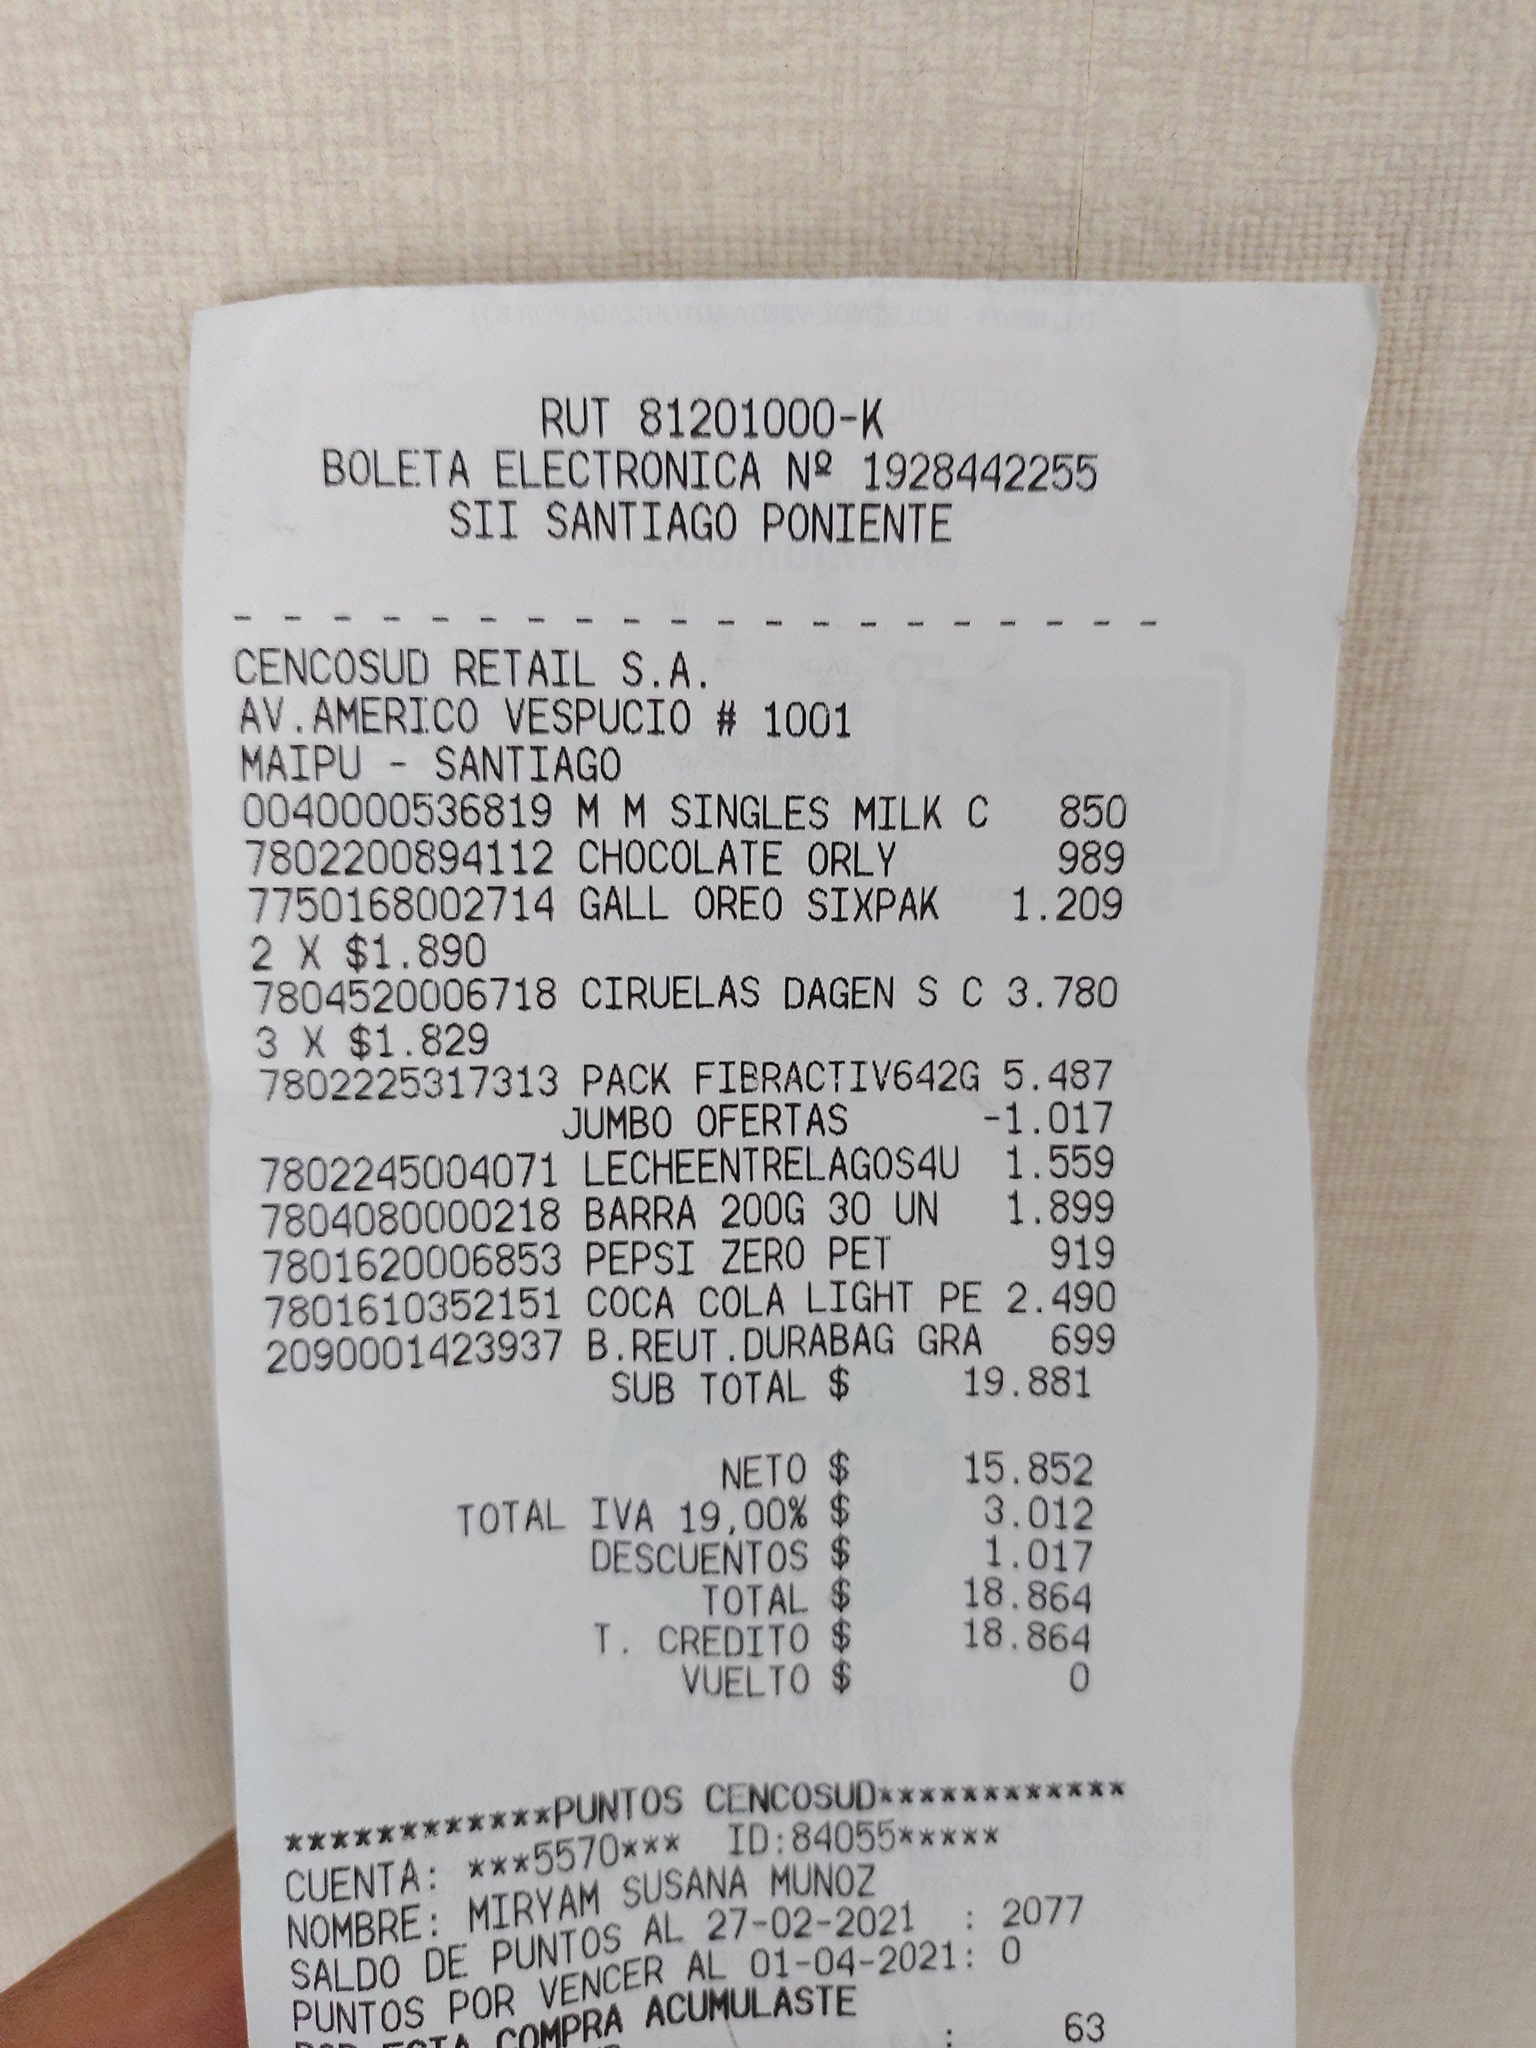 RUT 81201000-K
BOLETA ELECTRONICA Nº 1928442255
SII SANTIAGO PONIENTE
- - - - - - - - - - - - - - - - - - -
CENCOSUD RETAIL S.A.
AV.AMERICO VESPUCIO # 1001
MAIPU - SANTIAGO
0040000536819 M M SINGLES MILK C 850
7802200894112 CHOCOLATE ORLY 989
7750168002714 GALL OREO SIXPAK 1.209
2 X $1.890
7804520006718 CIRUELAS DAGEN S C 3.780
3 X $1.829
7802225317313 PACK FIBRACTIV642G 5.487
JUMBO OFERTAS -1.017
7802245004071 LECHEENTRELAGOS4U 1.559
7804080000218 BARRA 200G 30 UN 1.899
7801620006853 PEPSI ZERO PET 919
7801610352151 COCA COLA LIGHT PE 2.490
2090001423937 B.REUT.DURABAG GRA 699
SUB TOTAL $ 19.881
NETO $ 15.852
TOTAL IVA 19,00% $ 3.012
DESCUENTOS $ 1.017
TOTAL $ 18.864
T. CREDITO $ 18.864
VUELTO $ 0
************PUNTOS CENCOSUD************
CUENTA: ***5570*** ID:84055*****
NOMBRE: MIRYAM SUSANA MUNOZ
SALDO DE PUNTOS AL 27-02-2021 : 2077
PUNTOS POR VENCER AL 01-04-2021: 0
POR ESTA COMPRA ACUMULASTE
: 63